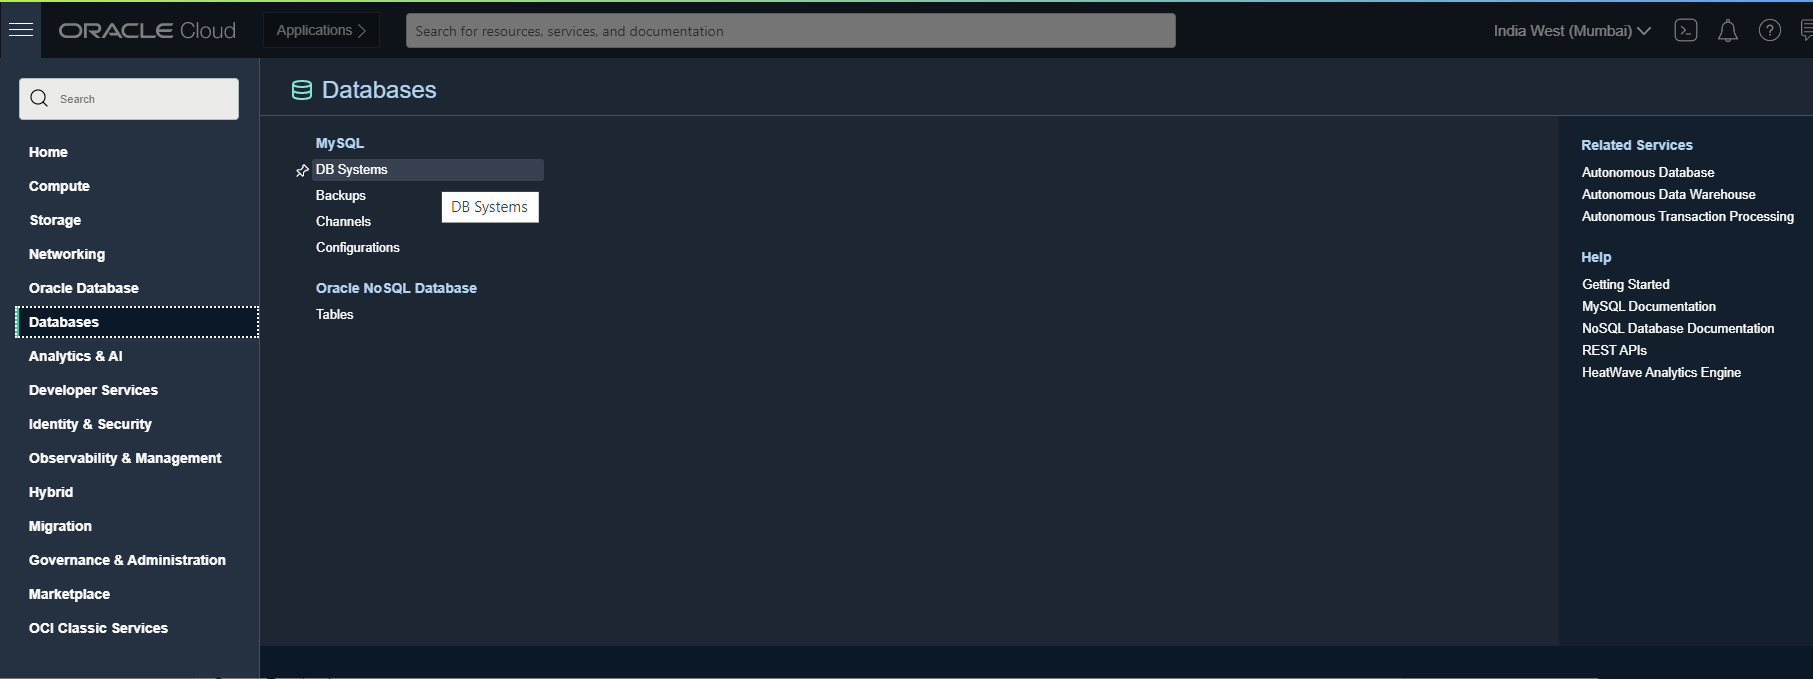 ORACLE Cloud
Applications
Search for resources, services, and documentation
India West (Mumbai)
Search
Home
Compute
Storage
Networking
Oracle Database
Databases
Analytics & AI
Developer Services
Identity & Security
Observability & Management
Hybrid
Migration
Governance & Administration
Marketplace
OCI Classic Services
Databases
MySQL
DB Systems
Backups
DB Systems
Channels
Configurations
Oracle NoSQL Database
Tables
Related Services
Autonomous Database
Autonomous Data Warehouse
Autonomous Transaction Processing
Help
Getting Started
MySQL Documentation
NoSQL Database Documentation
REST APIs
HeatWave Analytics Engine